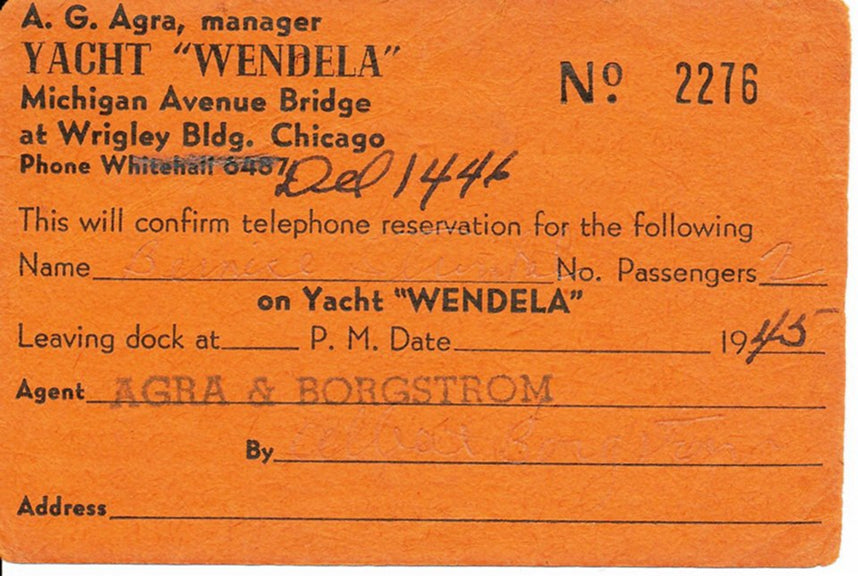 A. G. Agra, manager
YACHT "WENDELA"
Michigan Avenue Bridge
at Wrigley Bldg. Chicago
Phone Whitehall 6487 Del 1446
Nº 2276
This will confirm telephone reservation for the following
Name Bernice No. Passengers 2
on Yacht "WENDELA"
Leaving dock at P. M. Date 1945
Agent AGRA & BORGSTROM
By
Address